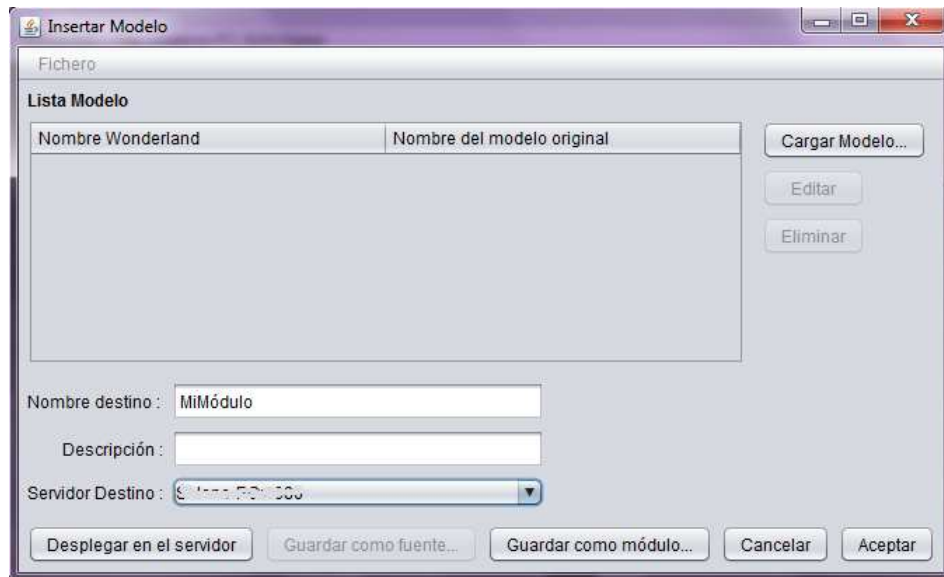 Insertar Modelo
Fichero
Lista Modelo
Nombre Wonderland Nombre del modelo original
Cargar Modelo...
Editar
Eliminar
Nombre destino : MiMódulo
Descripción :
Servidor Destino :
Desplegar en el servidor Guardar como fuente... Guardar como módulo... Cancelar Aceptar